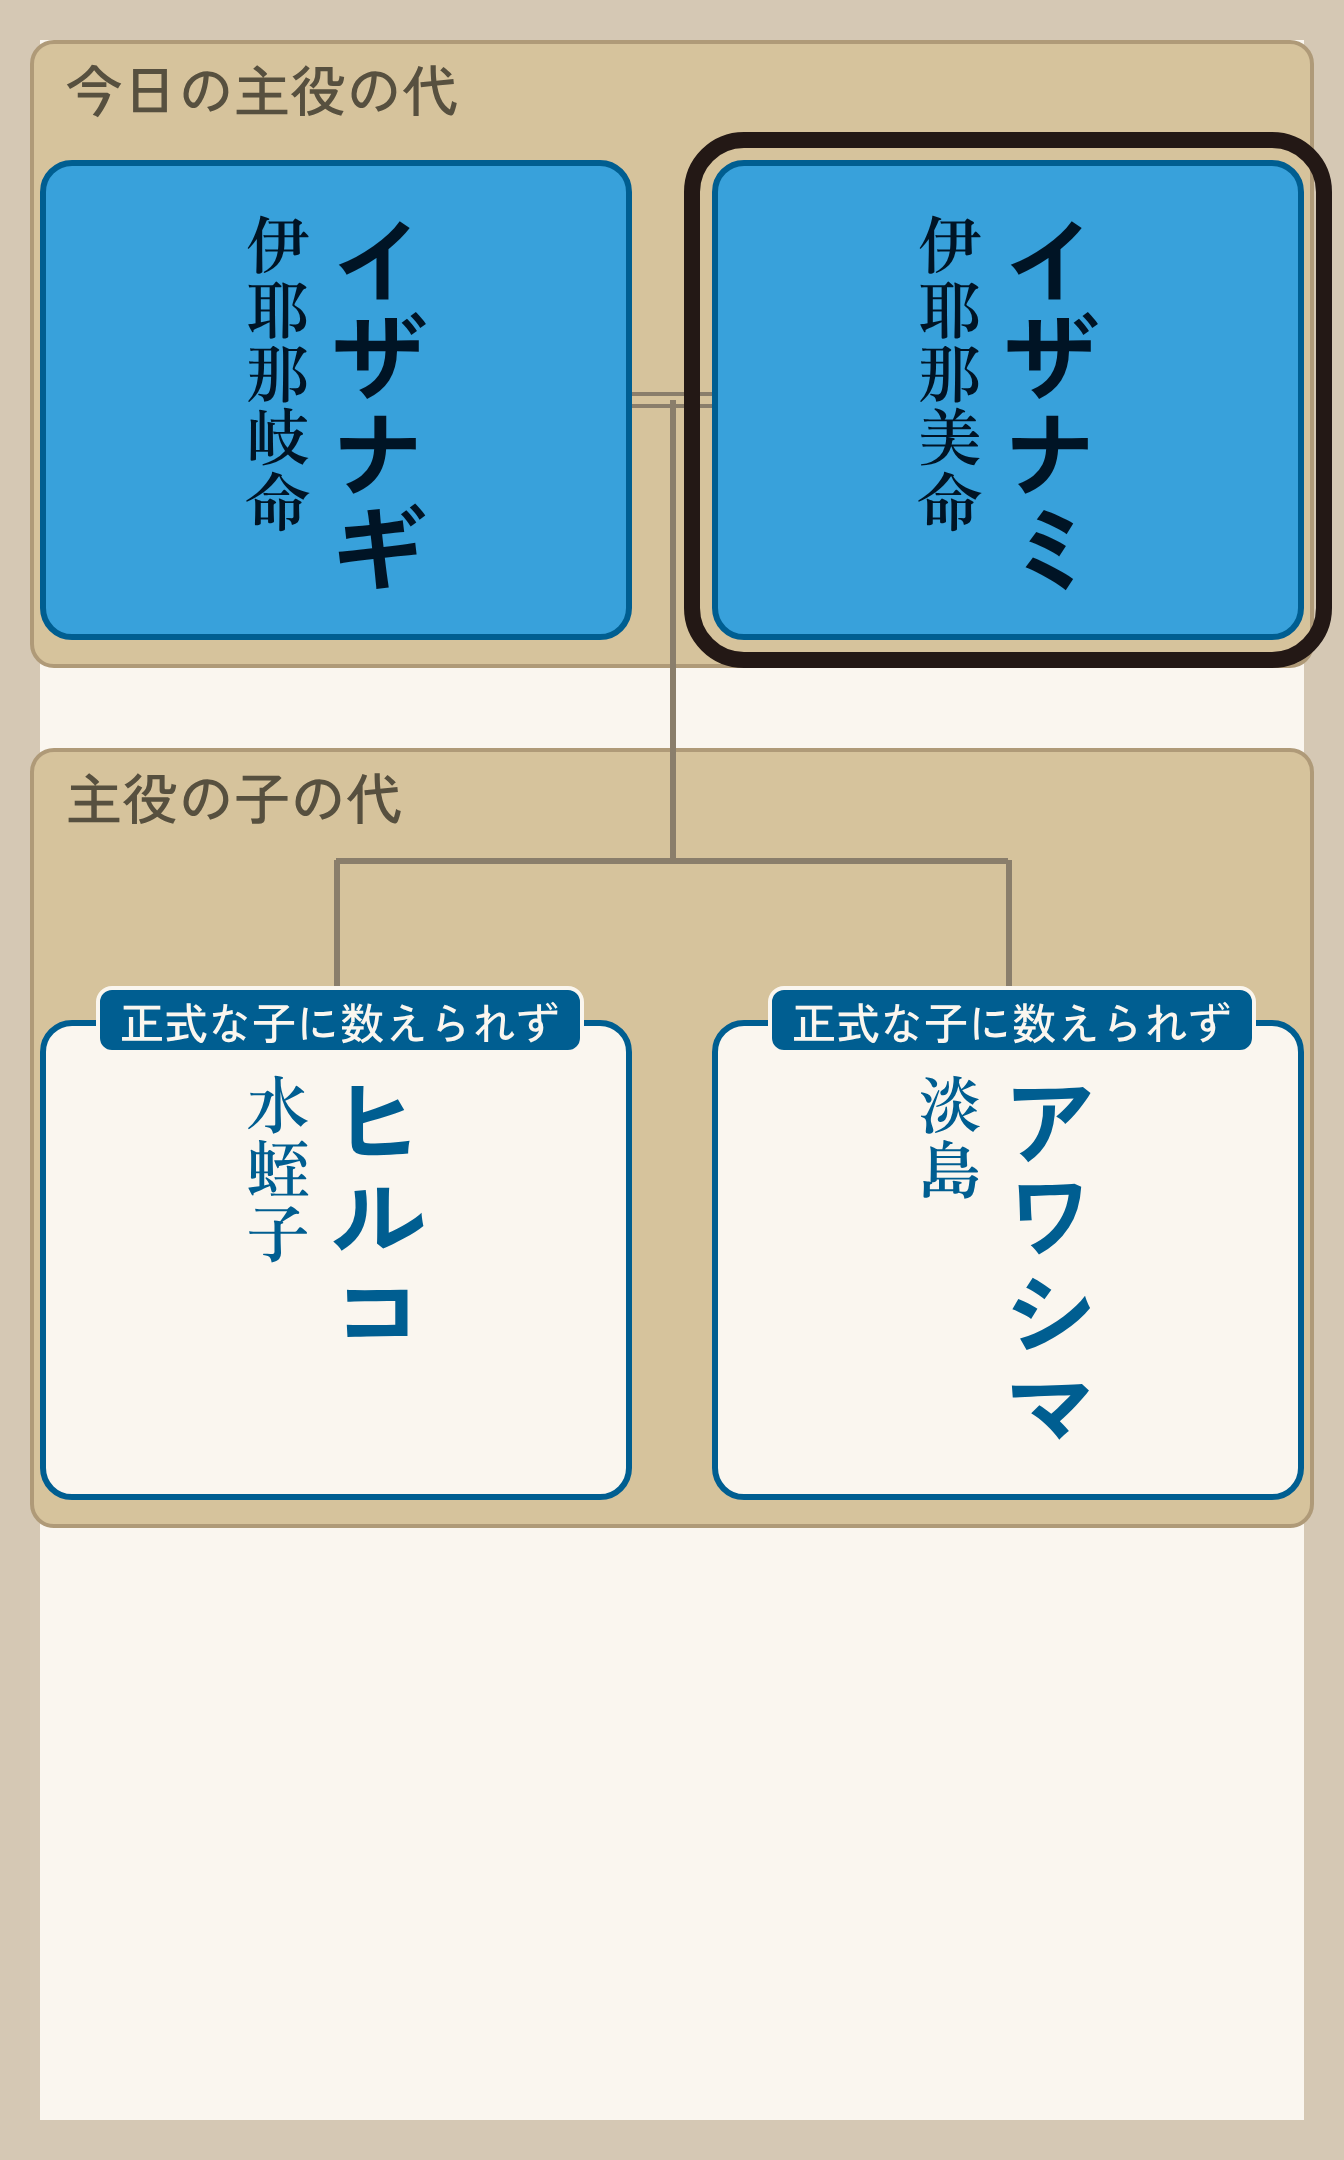 今日の主役の代
イザナギ
伊耶那岐命
イザナミ
伊耶那美命
主役の子の代
正式な子に数えられず
ヒルコ
水蛭子
正式な子に数えられず
アワシマ
淡島